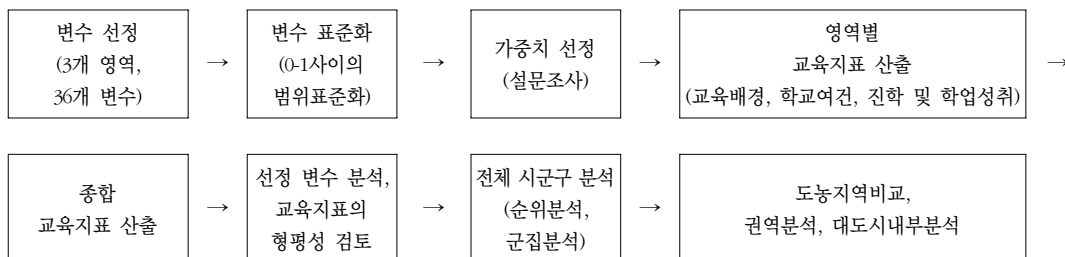 변수 선정
(3개 영역,
36개 변수)
→
변수 표준화
(0-1사이의
범위표준화)
→
가중치 선정
(설문조사)
→
영역별
교육지표 산출
(교육배경, 학교여건, 진학 및 학업성취)
→
종합
교육지표 산출
→
선정 변수 분석,
교육지표의
형평성 검토
→
전체 시군구 분석
(순위분석,
군집분석)
→
도농지역비교,
권역분석, 대도시내부분석